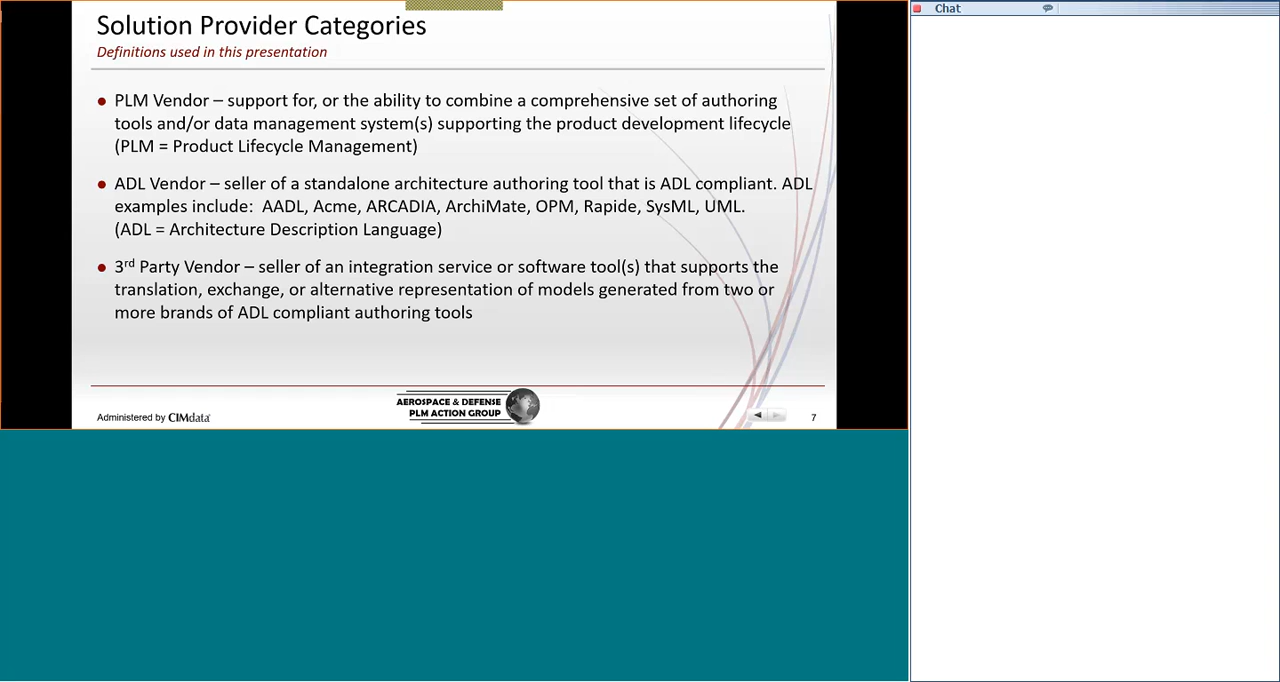 Chat
Solution Provider Categories
Definitions used in this presentation
● PLM Vendor – support for, or the ability to combine a comprehensive set of authoring
tools and/or data management system(s) supporting the product development lifecycle
(PLM = Product Lifecycle Management)
● ADL Vendor – seller of a standalone architecture authoring tool that is ADL compliant. ADL
examples include: AADL, Acme, ARCADIA, ArchiMate, OPM, Rapide, SysML, UML.
(ADL = Architecture Description Language)
● 3rd Party Vendor – seller of an integration service or software tool(s) that supports the
translation, exchange, or alternative representation of models generated from two or
more brands of ADL compliant authoring tools
AEROSPACE & DEFENSE
PLM ACTION GROUP
Administered by CIMdata
7